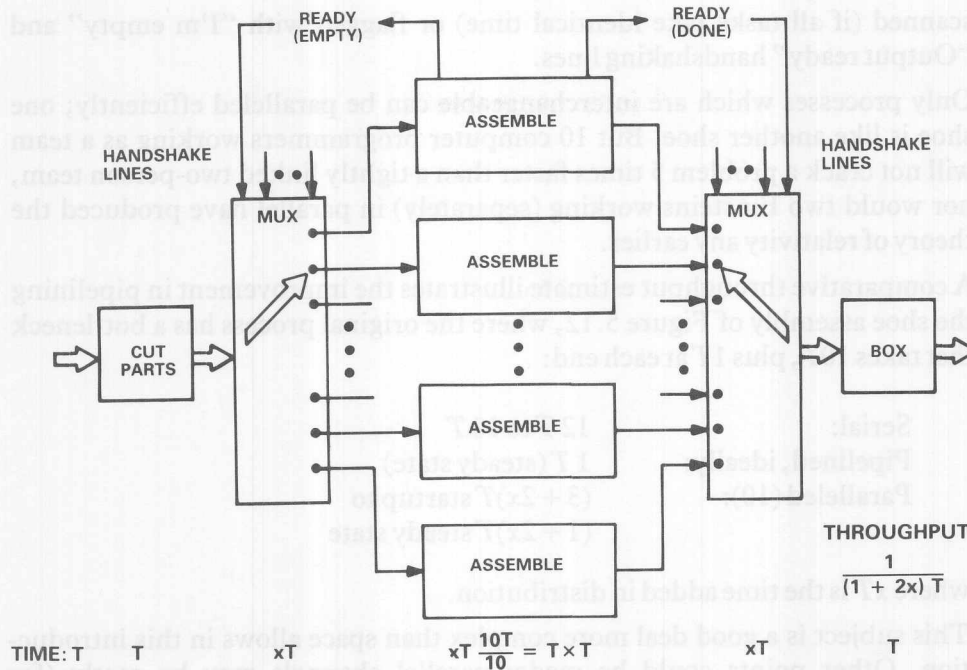 READY
(EMPTY)
READY
(DONE)
scanned (if all tasks take identical time) or flagged with "I'm empty" and
"Output ready" handshaking lines.
Only processes which are interchangeable can be paralleled efficiently; one
shoe is like another shoe. But 10 computer programmers working as a team
will not crack a problem 5 times faster than a tightly linked two-person team,
nor would two Einsteins working (separately) in parallel have produced the
theory of relativity any earlier.
A comparative throughput estimate illustrates the improvement in pipelining
the shoe assembly of Figure 5.12, where the original process has a bottleneck
that takes plus 1T at each end:
Serial: 12T
Pipelined, ideally: 1T (steady state)
Paralleled (10): (3 + 2x)T startup to
(1 + 2x)T steady state
where xT is the time added in distribution.
This subject is a good deal more complex than space allows in this introduc-
HANDSHAKE
LINES
MUX
ASSEMBLE
ASSEMBLE
ASSEMBLE
ASSEMBLE
MUX
HANDSHAKE
LINES
CUT
PARTS
BOX
THROUGHPUT
1
(1 + 2x) T
TIME: T T xT xT 10T/10 = T × T xT T